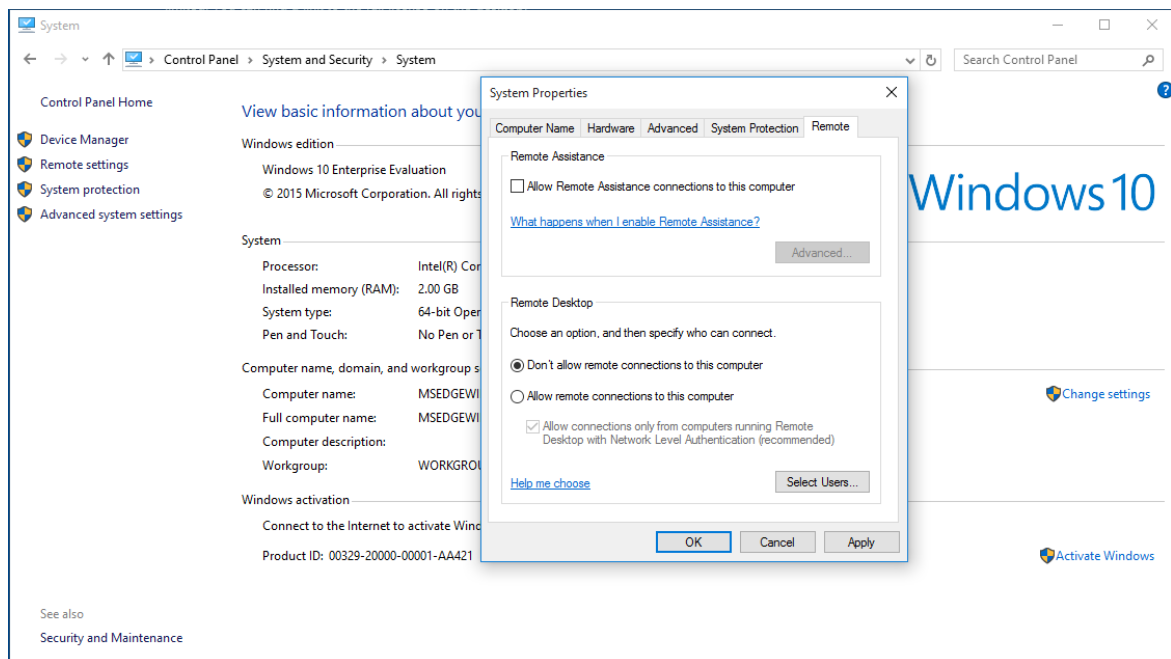 System
Control Panel > System and Security > System
Search Control Panel
Control Panel Home
Device Manager
Remote settings
System protection
Advanced system settings
See also
Security and Maintenance
View basic information about
Windows edition
Windows 10 Enterprise Evaluation
© 2015 Microsoft Corporation. All rights
Windows 10
System
Processor: Intel(R)
Installed memory (RAM): 2.00 GB
System type: 64-bit
Pen and Touch: No Pen or
Computer name, domain, and workgroup
Computer name:
Full computer name:
Computer description:
Workgroup:
Change settings
Windows activation
Connect to the Internet to activate
Product ID: 00329-20000-00001-AA421
Activate Windows
System Properties
Computer Name
Hardware
Advanced
System Protection
Remote
Remote Assistance
Allow Remote Assistance connections to this computer
What happens when I enable Remote Assistance?
Advanced...
Remote Desktop
Choose an option, and then specify who can connect.
Don't allow remote connections to this computer
Allow remote connections to this computer
Allow connections only from computers running Remote
Desktop with Network Level Authentication (recommended)
Help me choose
Select Users...
OK
Cancel
Apply